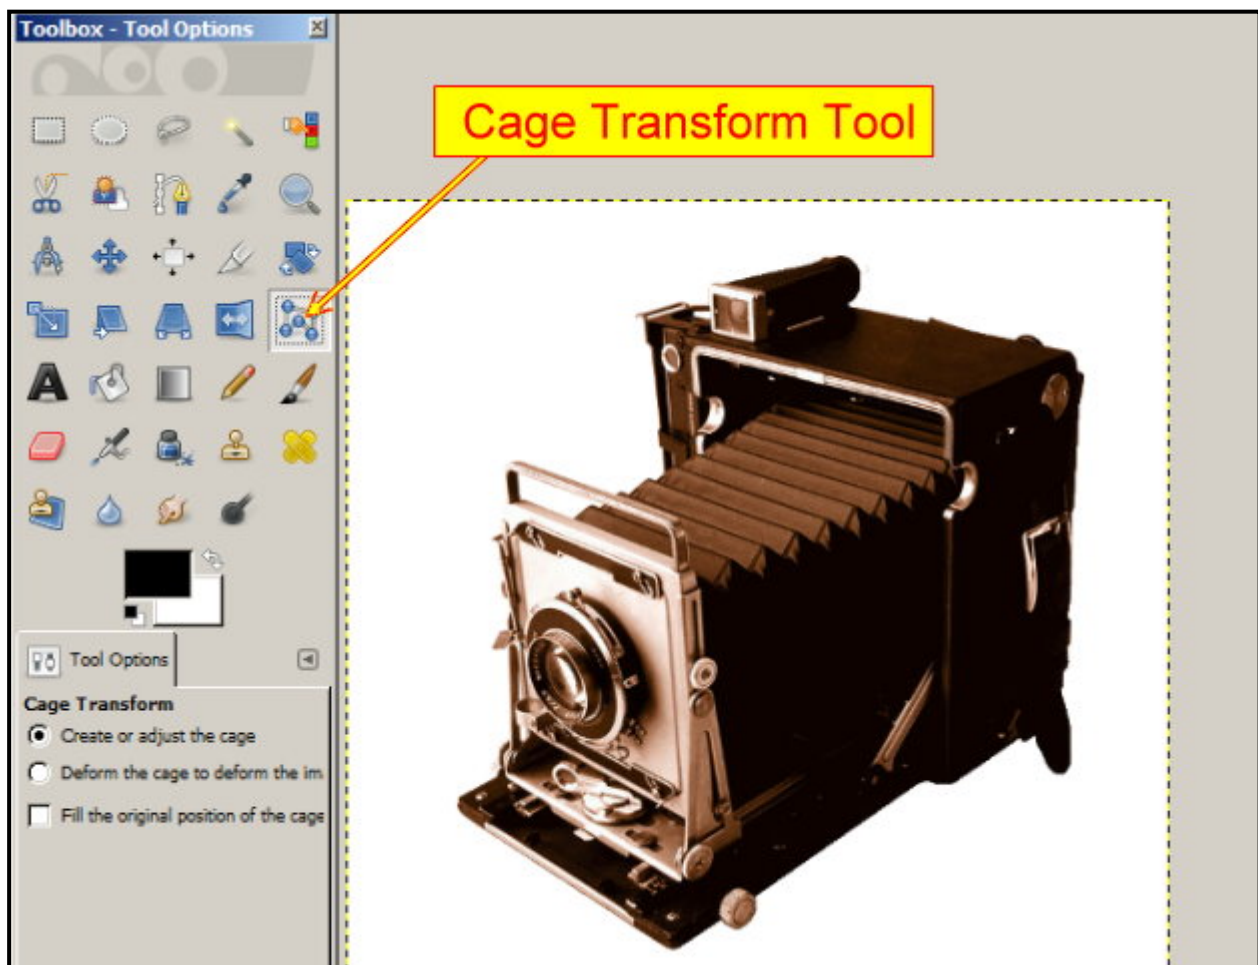 Toolbox - Tool Options
Cage Transform Tool
Tool Options
Cage Transform
Create or adjust the cage
Deform the cage to deform the
Fill the original position of the cage